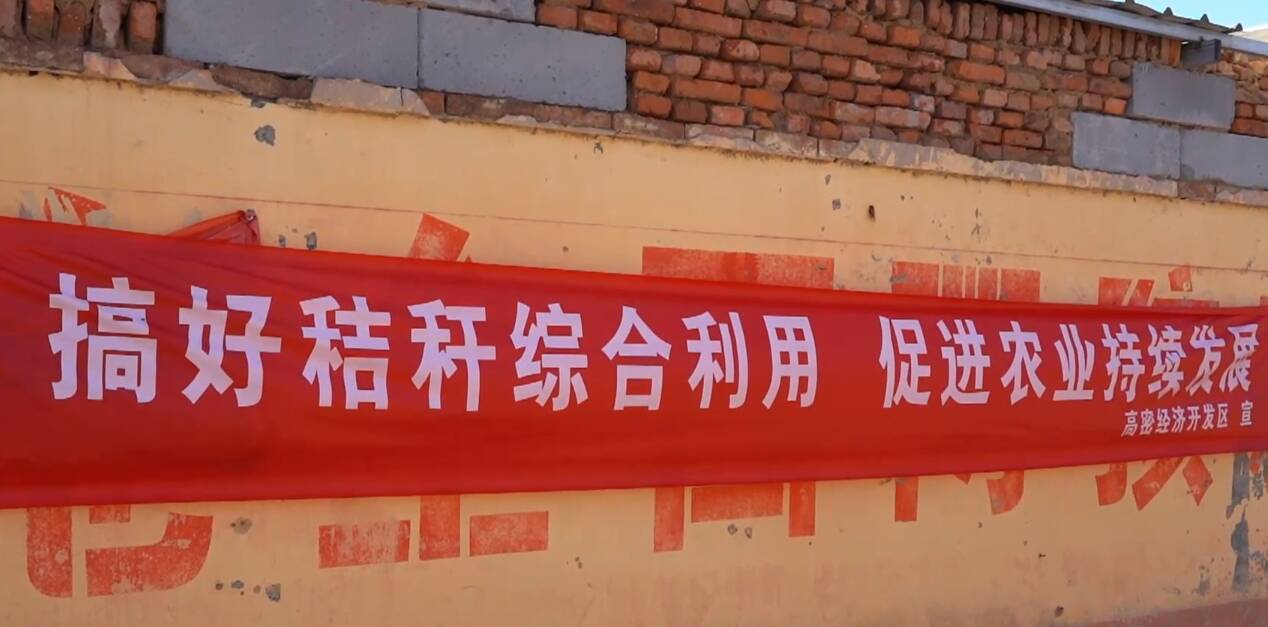 搞好秸秆综合利用 促进农业持续发展
高密经济开发区 宣